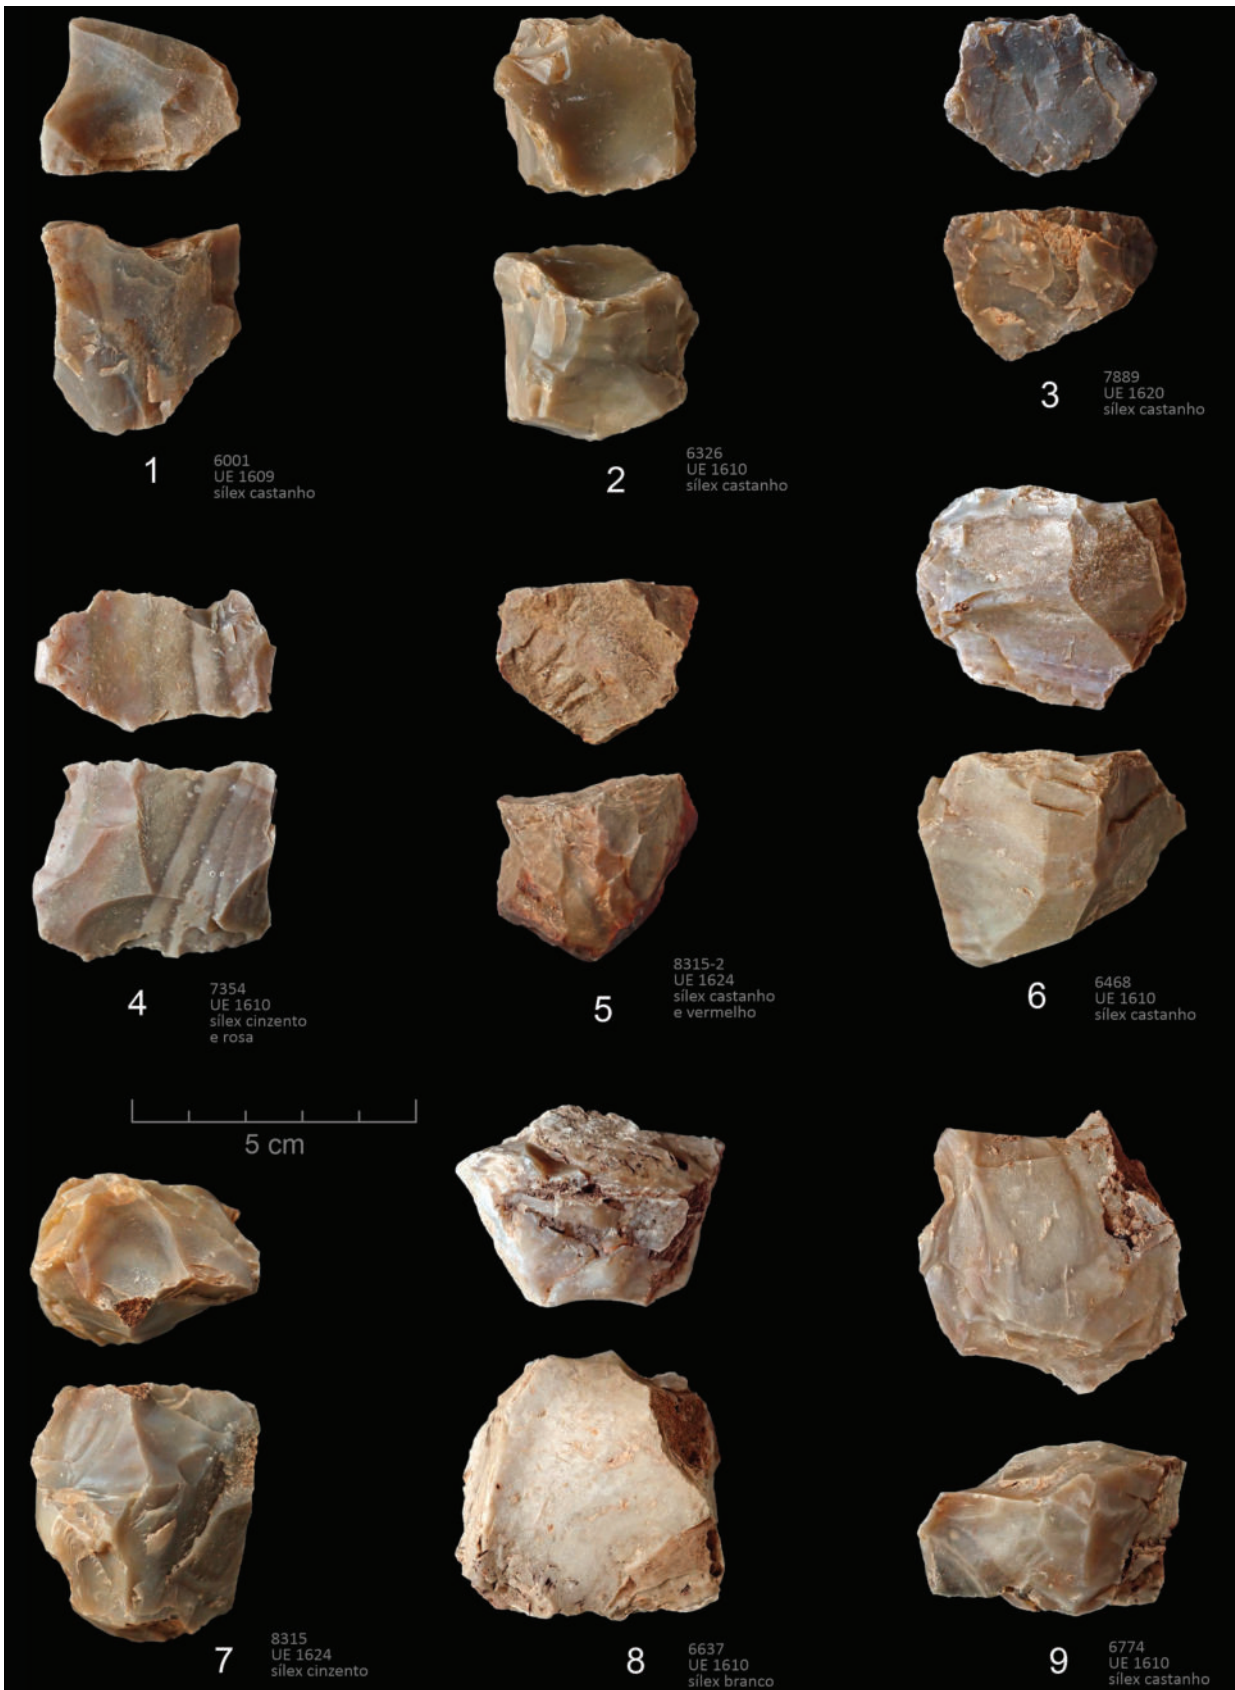 1
6001
UE 1609
sílex castanho
2
6326
UE 1610
sílex castanho
3
7889
UE 1620
sílex castanho
4
7354
UE 1610
sílex cinzento
e rosa
5
8315-2
UE 1624
sílex castanho
e vermelho
6
6468
UE 1610
sílex castanho
5 cm
7
8315
UE 1624
sílex cinzento
8
6637
UE 1610
sílex branco
9
6774
UE 1610
sílex castanho